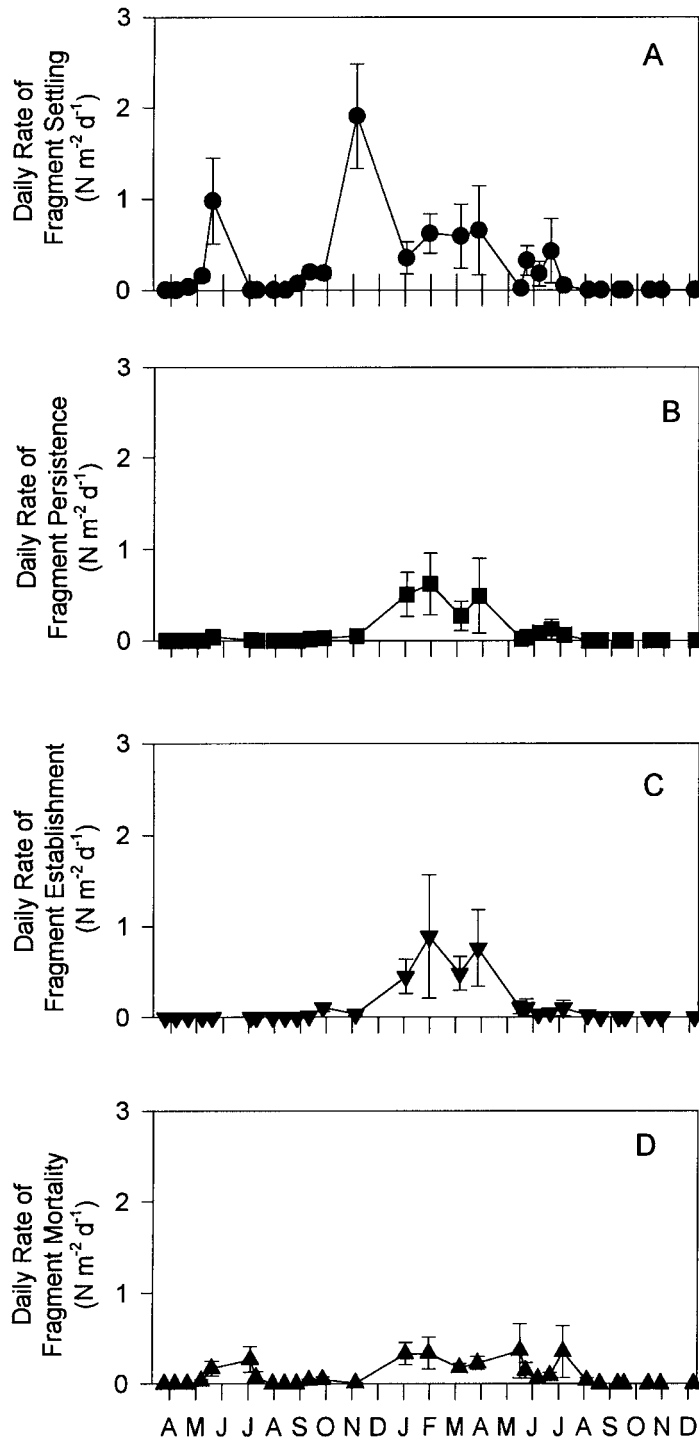 3
A
2
1
0
Daily Rate of
Fragment Settling
(N m⁻² d⁻¹)
3
B
2
1
0
Daily Rate of
Fragment Persistence
(N m⁻² d⁻¹)
3
C
2
1
0
Daily Rate of
Fragment Establishment
(N m⁻² d⁻¹)
3
D
2
1
0
Daily Rate of
Fragment Mortality
(N m⁻² d⁻¹)
A M J J A S O N D J F M A M J J A S O N D